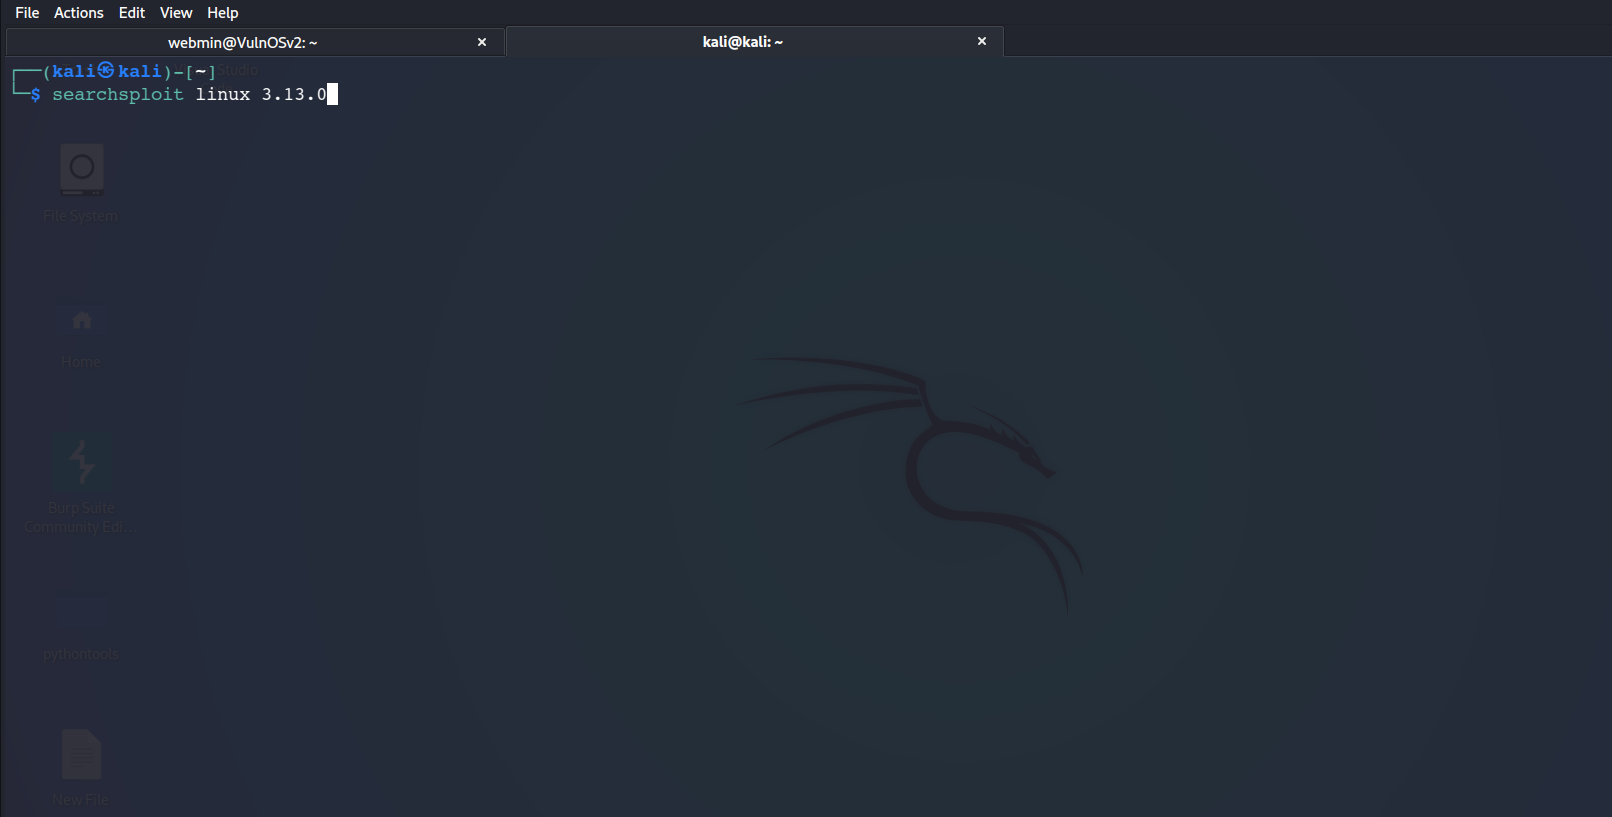 File Actions Edit View Help
webmin@VulnOSv2: ~ × kali@kali: ~ ×
┌──(kali㉿kali)-[~]
└─$ searchsploit linux 3.13.0
Studio
File System
Home
Burp Suite
Community Edi...
pythontools
New File